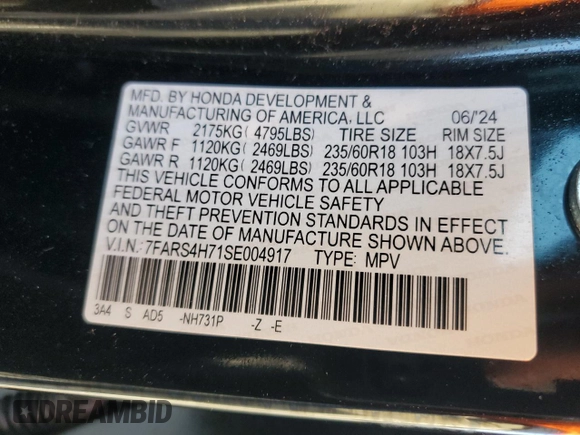 MFD. BY HONDA DEVELOPMENT &
MANUFACTURING OF AMERICA, LLC 06/'24
GVWR 2175KG( 4795LBS) TIRE SIZE RIM SIZE
GAWR F 1120KG( 2469LBS) 235/60R18 103H 18X7.5J
GAWR R 1120KG( 2469LBS) 235/60R18 103H 18X7.5J
THIS VEHICLE CONFORMS TO ALL APPLICABLE
FEDERAL MOTOR VEHICLE SAFETY
AND THEFT PREVENTION STANDARDS IN EFFECT
ON THE DATE OF MANUFACTURE SHOWN ABOVE.
V.I.N.: 7FARS4H71SE004917 TYPE: MPV
3A4 S AD5 -NH731P -Z -E
DREAMBID